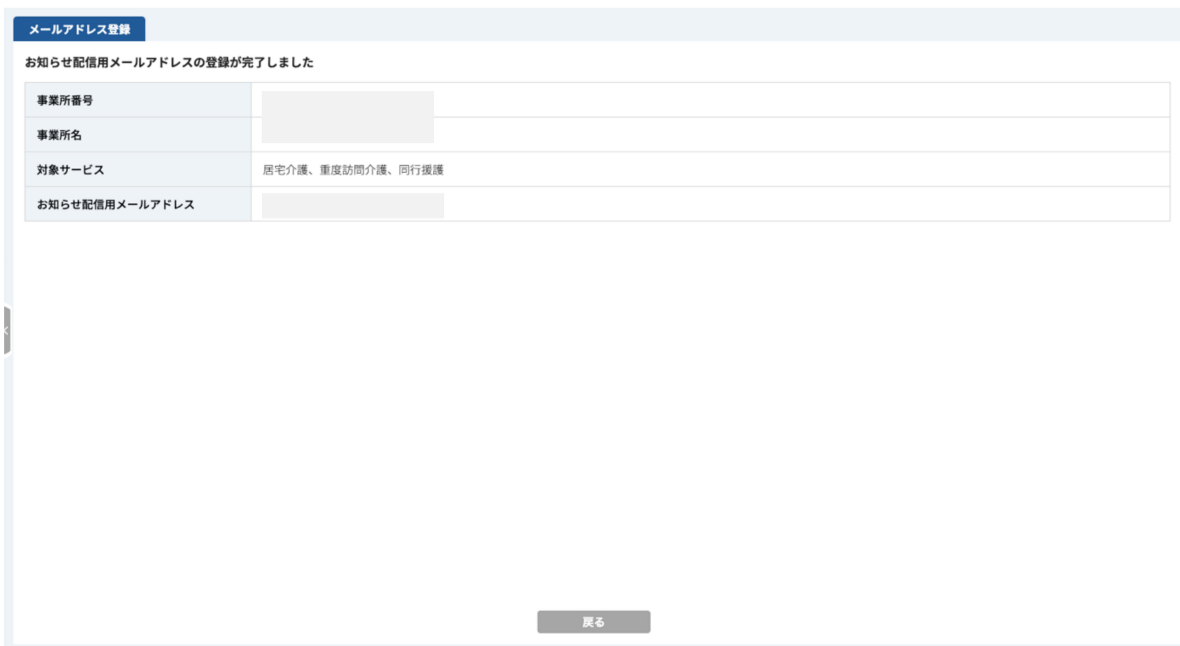 メールアドレス登録
お知らせ配信用メールアドレスの登録が完了しました
事業所番号
事業所名
対象サービス 居宅介護、重度訪問介護、同行援護
お知らせ配信用メールアドレス
戻る